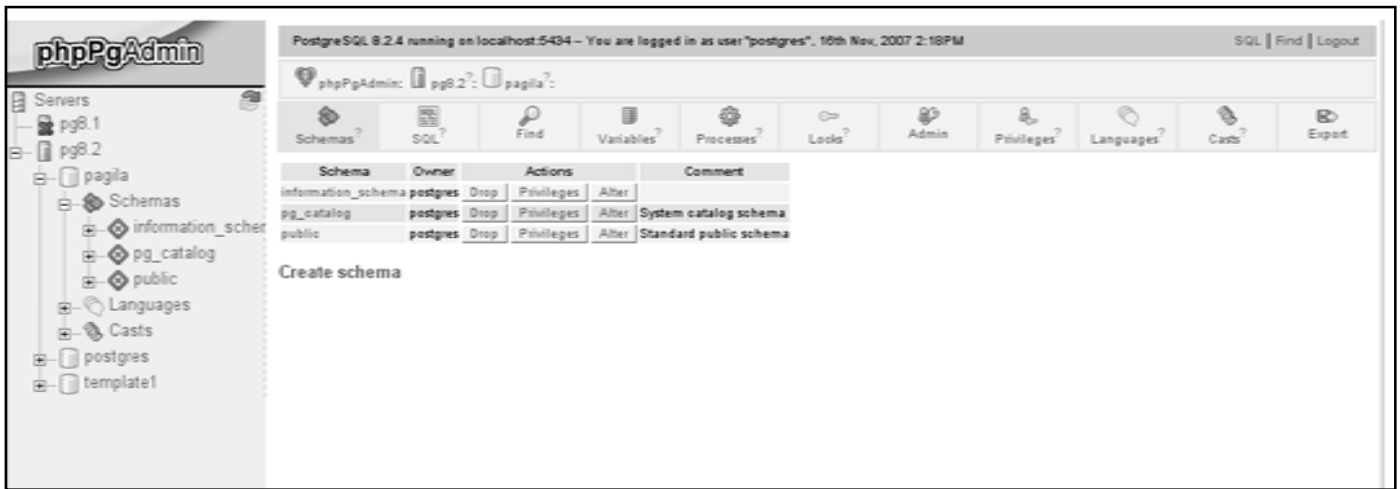 phpPgAdmin
Servers
pg8.1
pg8.2
pagila
Schemas
information_scher
pg_catalog
public
Languages
Casts
postgres
template1
PostgreSQL 8.2.4 running on localhost:5434 – You are logged in as user "postgres", 16th Nov, 2007 2:18PM
SQL | Find | Logout
phpPgAdmin: pg8.2?: pagila?:
Schemas? SQL? Find Variables? Processes? Locks? Admin Privileges? Languages? Casts? Export
Schema Owner Actions Comment
information_schema postgres Drop Privileges Alter
pg_catalog postgres Drop Privileges Alter System catalog schema
public postgres Drop Privileges Alter Standard public schema
Create schema